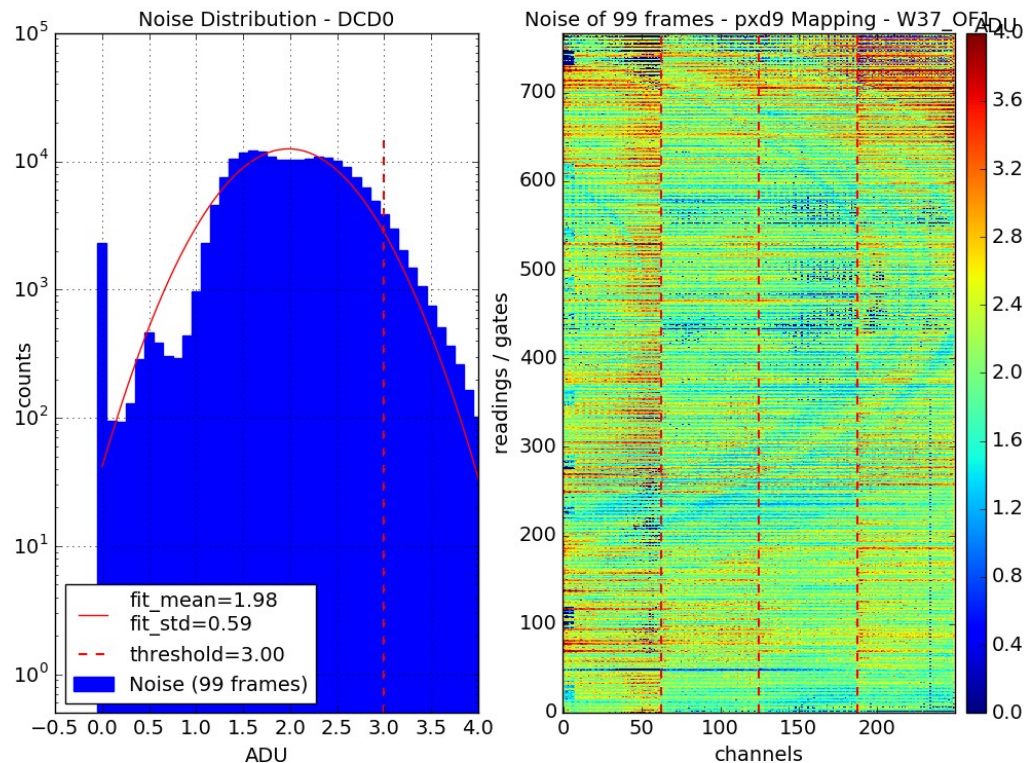 Noise Distribution - DCD0
10^5
10^4
10^3
10^2
10^1
10^0
counts
fit_mean=1.98
fit_std=0.59
threshold=3.00
Noise (99 frames)
−0.5 0.0 0.5 1.0 1.5 2.0 2.5 3.0 3.5 4.0
ADU
Noise of 99 frames - pxd9 Mapping - W37_OF1
700
600
500
400
300
200
100
0
readings / gates
0 50 100 150 200
channels
ADU
4.0
3.6
3.2
2.8
2.4
2.0
1.6
1.2
0.8
0.4
0.0